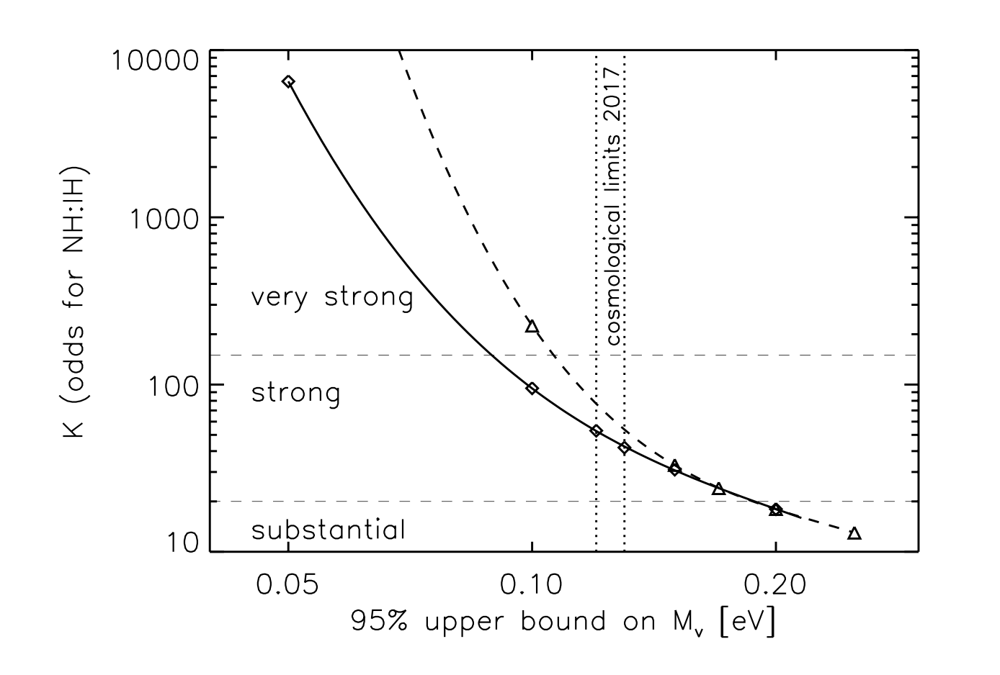 10000
1000
100
10
K (odds for NH:IH)
very strong
strong
substantial
cosmological limits 2017
0.05
0.10
0.20
95% upper bound on Mν [eV]